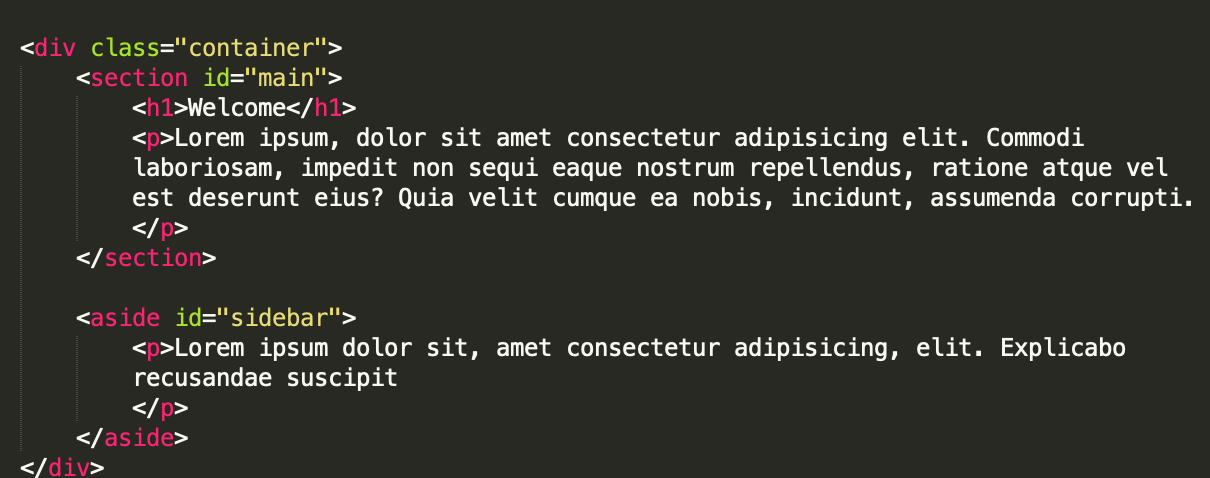 <div class="container">
<section id="main">
<h1>Welcome</h1>
<p>Lorem ipsum, dolor sit amet consectetur adipisicing elit. Commodi
laboriosam, impedit non sequi eaque nostrum repellendus, ratione atque vel
est deserunt eius? Quia velit cumque ea nobis, incidunt, assumenda corrupti.
</p>
</section>
<aside id="sidebar">
<p>Lorem ipsum dolor sit, amet consectetur adipisicing, elit. Explicabo
recusandae suscipit
</p>
</aside>
</div>